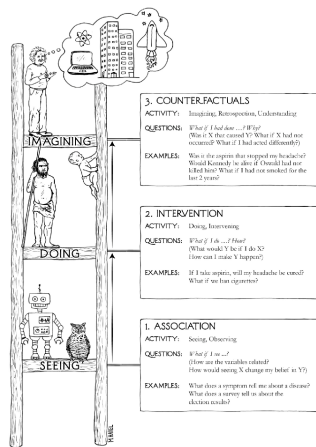 3. COUNTERFACTUALS
ACTIVITY: Imagining, Retrospection, Understanding
QUESTIONS: What if I had done …? Why?
(Was it X that caused Y? What if X had not
occurred? What if I had acted differently?)
EXAMPLES: Was it the aspirin that stopped my headache?
Would Kennedy be alive if Oswald had not
killed him? What if I had not smoked for the
last 2 years?
IMAGINING
2. INTERVENTION
ACTIVITY: Doing, Intervening
QUESTIONS: What if I do …? How?
(What would Y be if I do X?
How can I make Y happen?)
EXAMPLES: If I take aspirin, will my headache be cured?
What if we ban cigarettes?
DOING
1. ASSOCIATION
ACTIVITY: Seeing, Observing
QUESTIONS: What if I see …?
(How are the variables related?
How would seeing X change my belief in Y?)
EXAMPLES: What does a symptom tell me about a disease?
What does a survey tell us about the
election results?
SEEING